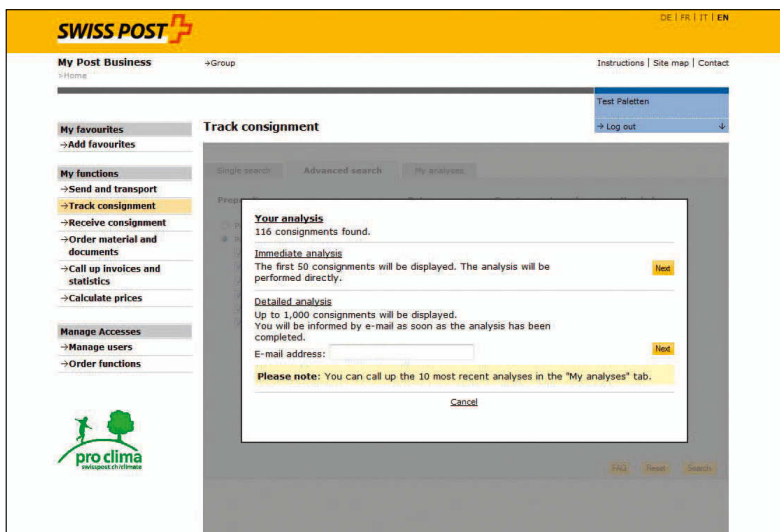 DE | FR | IT | EN
SWISS POST
My Post Business
→Group
Instructions | Site map | Contact
>Home
Test Paletten
→ Log out
My favourites
→Add favourites
Track consignment
My functions
→Send and transport
→Track consignment
→Receive consignment
→Order material and
documents
→Call up invoices and
statistics
→Calculate prices
Manage Accesses
→Manage users
→Order functions
Single search
Advanced search
My analyses
Your analysis
116 consignments found.
Immediate analysis
The first 50 consignments will be displayed. The analysis will be
performed directly.
Next
Detailed analysis
Up to 1,000 consignments will be displayed.
You will be informed by e-mail as soon as the analysis has been
completed.
E-mail address:
Next
Please note: You can call up the 10 most recent analyses in the "My analyses" tab.
Cancel
pro clima
swisspost.ch/climate
FAQ
Reset
Search